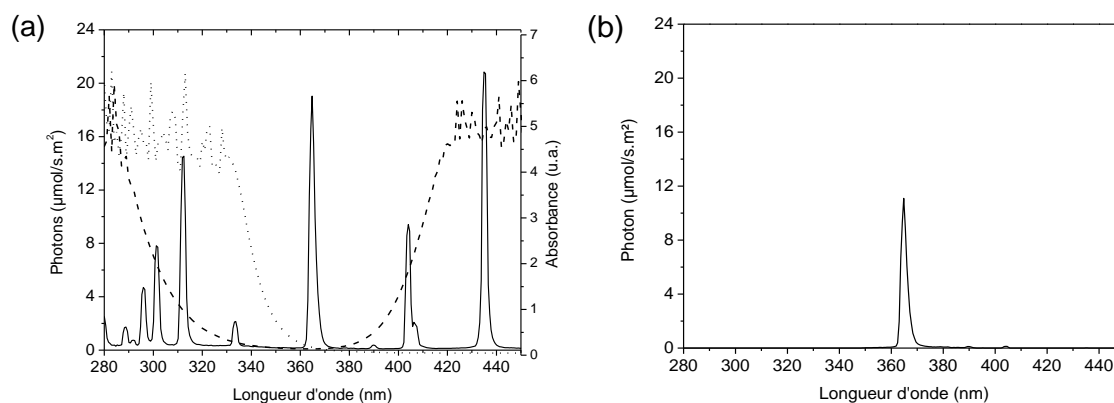 (a)
24
20
16
12
8
4
0
Photons (µmol/s.m²)
7
6
5
4
3
2
1
0
Absorbance (u.a.)
280 300 320 340 360 380 400 420 440
Longueur d'onde (nm)
(b)
24
20
16
12
8
4
0
Photon (µmol/s.m²)
280 300 320 340 360 380 400 420 440
Longueur d'onde (nm)